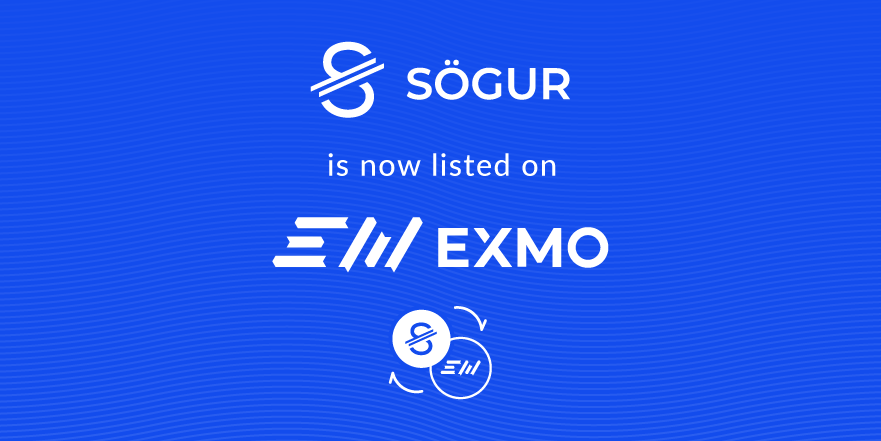 SÖGUR
is now listed on
EXMO